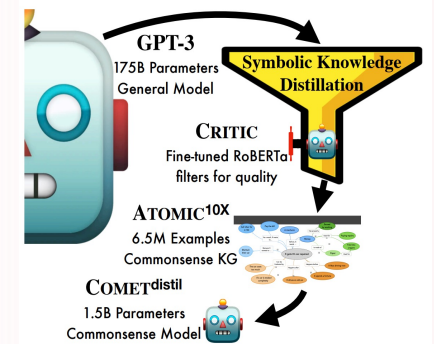 GPT-3
175B Parameters
General Model
Symbolic Knowledge
Distillation
CRITIC
Fine-tuned RoBERTa
filters for quality
ATOMIC10X
6.5M Examples
Commonsense KG
COMETdistil
1.5B Parameters
Commonsense Model